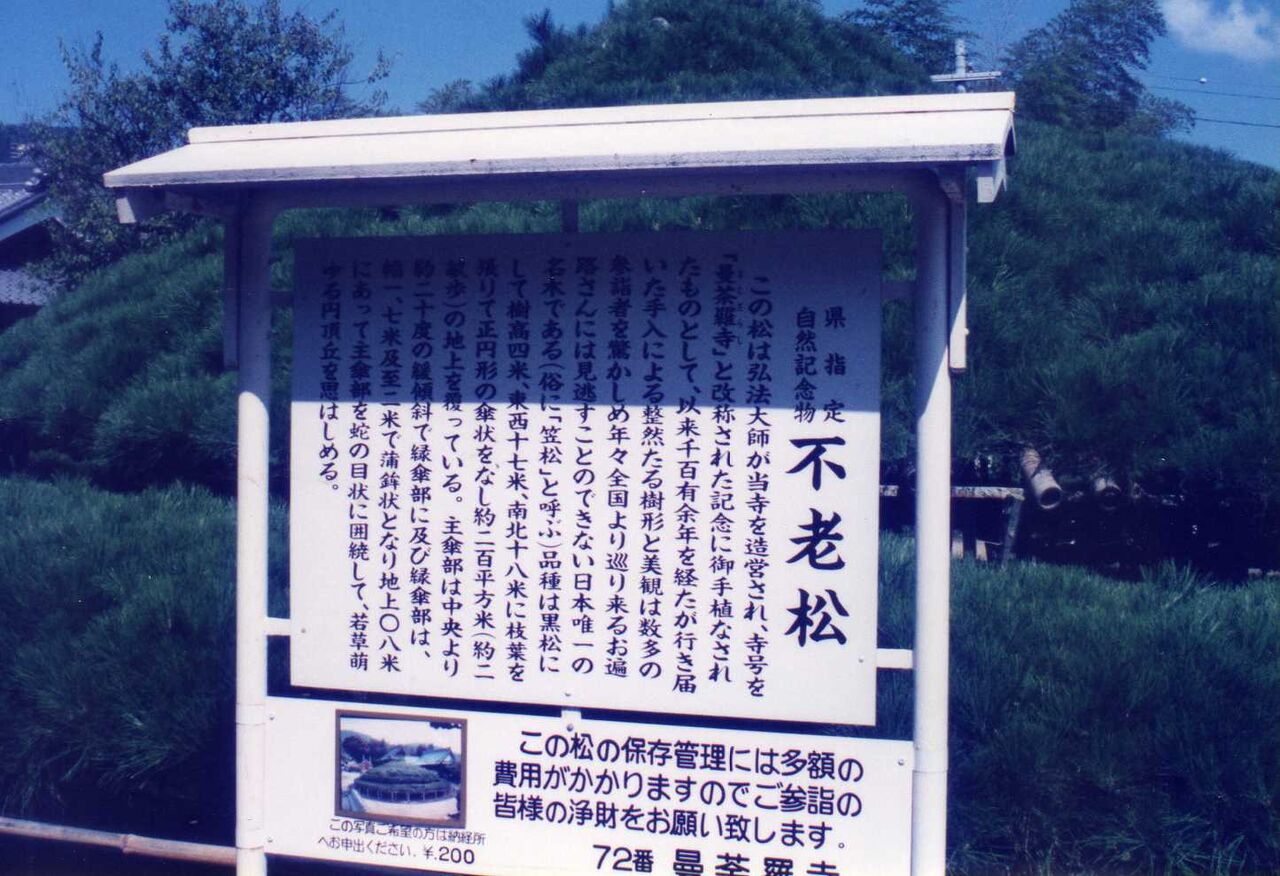 県指定
自然記念物
不老松
この松は弘法大師が当寺を造営され、寺号を
「曼荼羅寺」と改称された記念に御手植なされ
たものとして、以来千百有余年を経たが行き届
いた手入による整然たる樹形と美観は数多の
参詣者を驚かしめ年々全国より巡り来るお遍
路さんには見逃すことのできない日本唯一の
名木である(俗に「笠松」と呼ぶ)品種は黒松に
して樹高四米、東西十七米、南北十八米に枝葉を
張りて正円形の傘状をなし約二百平方米(約二
畝歩)の地上を覆っている。主傘部は中央より
約二十度の緩傾斜で緑傘部に及び緑傘部は、
幅一、七米及至二米で蒲鉾状となり地上〇、八米
にあって主傘部を蛇の目状に囲続して、若草萌
ゆる円頂丘を思はしめる。
この松の保存管理には多額の
費用がかかりますのでご参詣の
皆様の浄財をお願い致します。
72番 曼荼羅寺
この写真ご希望の方は納経所
へお申出ください。¥.200